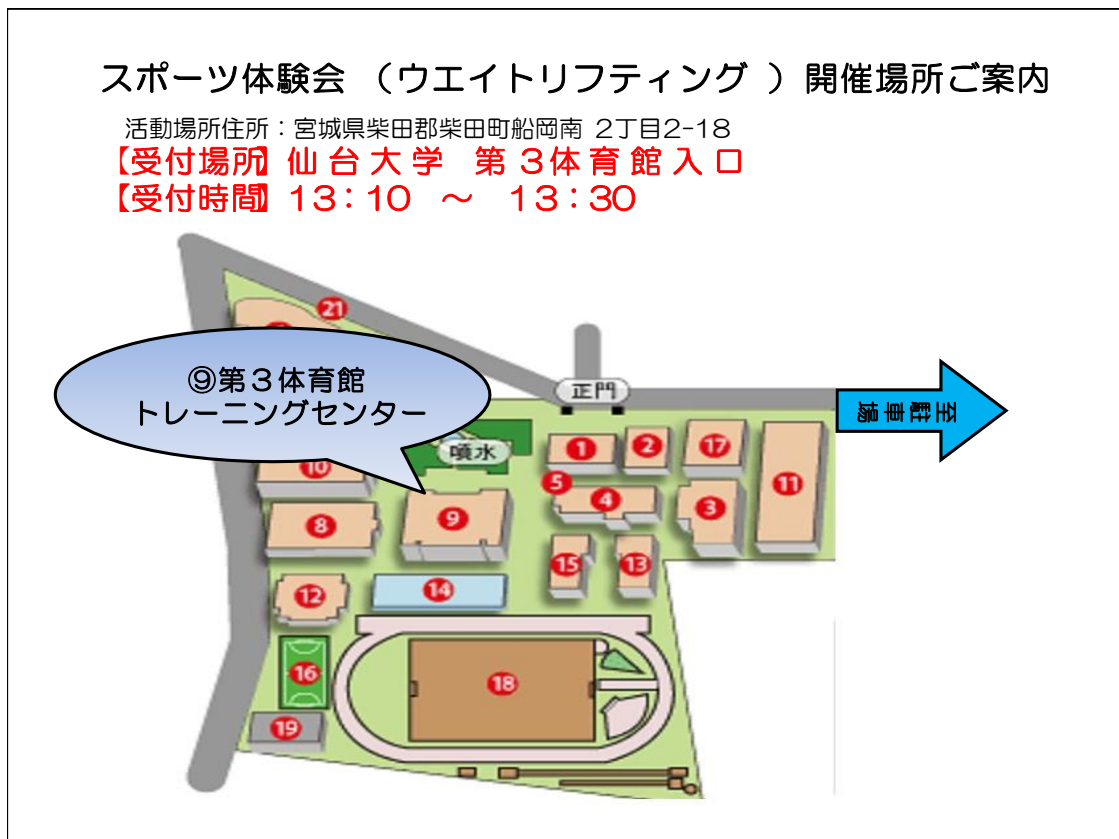 スポーツ体験会 （ウエイトリフティング ）開催場所ご案内
活動場所住所：宮城県柴田郡柴田町船岡南 2丁目2-18
【受付場所】仙台大学 第3体育館入口
【受付時間】13：10 ～ 13：30
21
⑨第3体育館
トレーニングセンター
正門
至駐車場
噴水
1
2
17
10
5
4
11
3
8
9
15
13
12
14
16
18
19